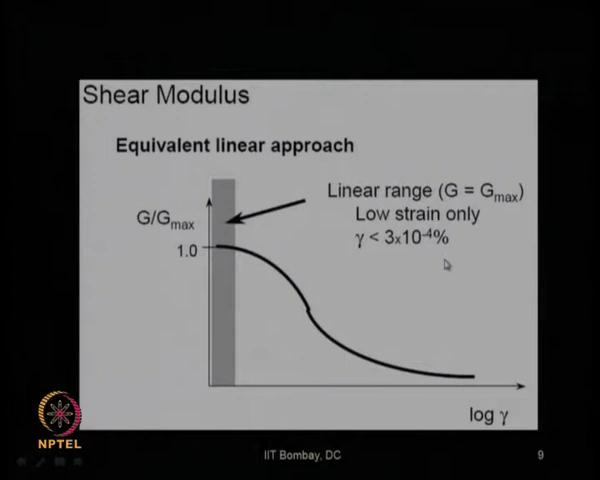 Shear Modulus
Equivalent linear approach
Linear range (G = Gmax)
Low strain only
γ < 3x10-4%
G/Gmax
1.0
log γ
NPTEL
IIT Bombay, DC
9